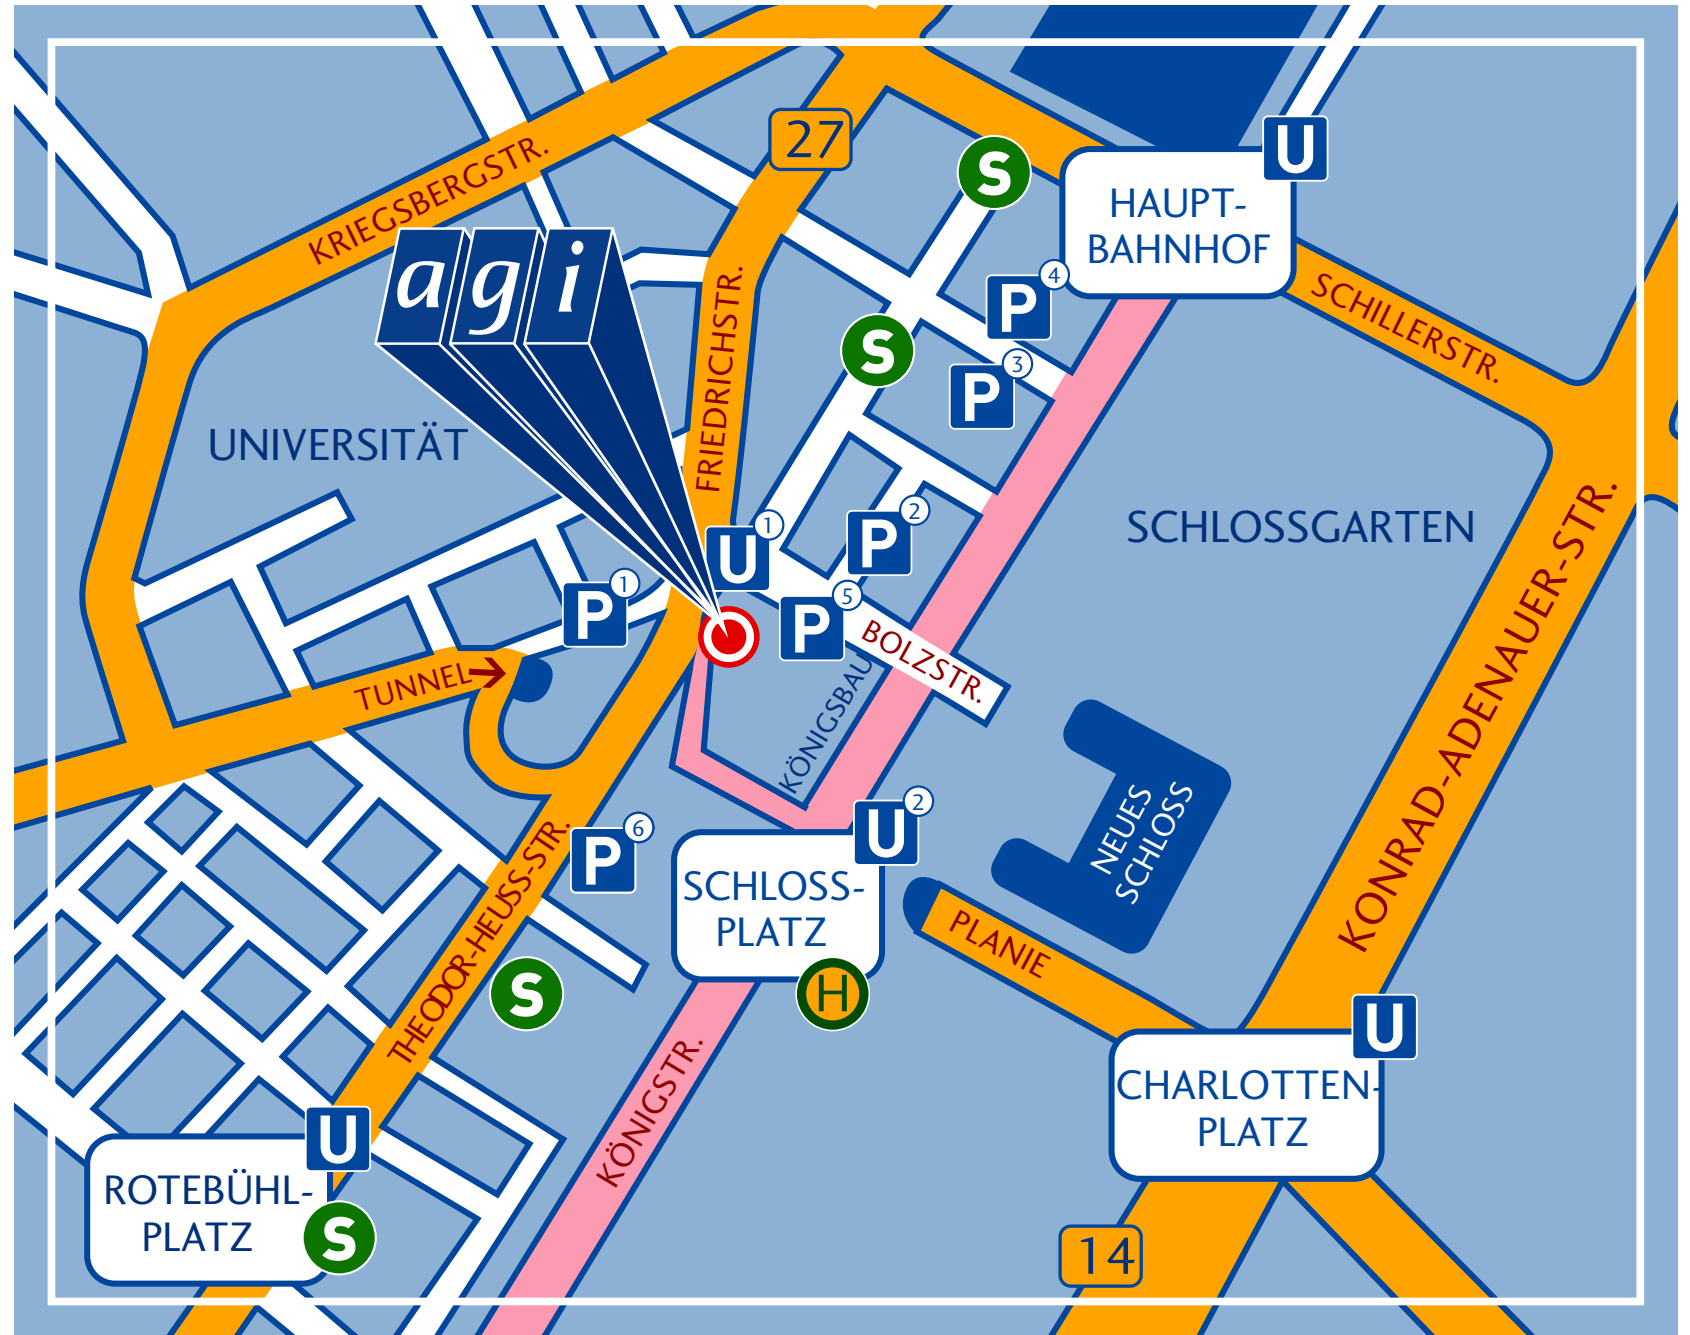 27
U
S
HAUPT-
BAHNHOF
KRIEGSBERGSTR.
agi
P 4
SCHILLERSTR.
FRIEDRICHSTR.
S
P 3
UNIVERSITÄT
SCHLOSSGARTEN
U 1
P 2
P 1
P 5
BOLZSTR.
KONRAD-ADENAUER-STR.
TUNNEL
KÖNIGSBAU
NEUES
SCHLOSS
P 6
U 2
SCHLOSS-
PLATZ
H
PLANIE
THEODOR-HEUSS-STR.
S
KÖNIGSTR.
U
CHARLOTTEN-
PLATZ
U
ROTEBÜHL-
PLATZ
S
14